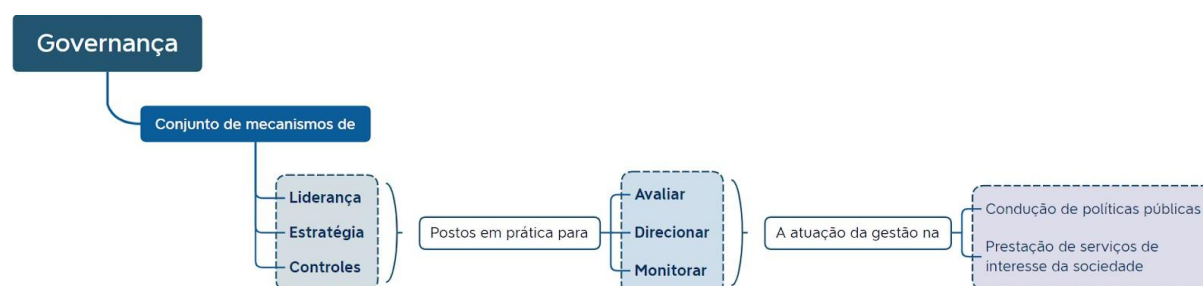 Governança
Conjunto de mecanismos de
Liderança
Estratégia
Controles
Postos em prática para
Avaliar
Direcionar
Monitorar
A atuação da gestão na
Condução de políticas públicas
Prestação de serviços de
interesse da sociedade